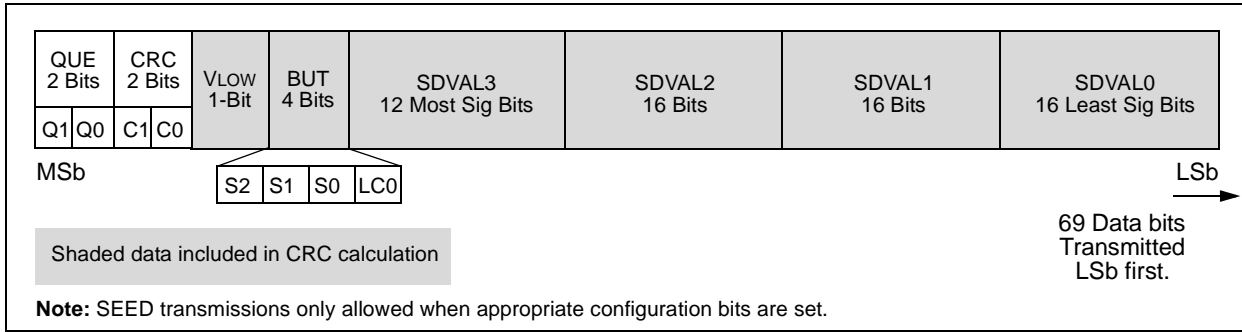 QUE
2 Bits
CRC
2 Bits
VLOW
1-Bit
BUT
4 Bits
SDVAL3
12 Most Sig Bits
SDVAL2
16 Bits
SDVAL1
16 Bits
SDVAL0
16 Least Sig Bits
Q1 Q0 C1 C0
MSb
LSb
S2 S1 S0 LC0
69 Data bits
Transmitted
LSb first.
Shaded data included in CRC calculation
Note: SEED transmissions only allowed when appropriate configuration bits are set.